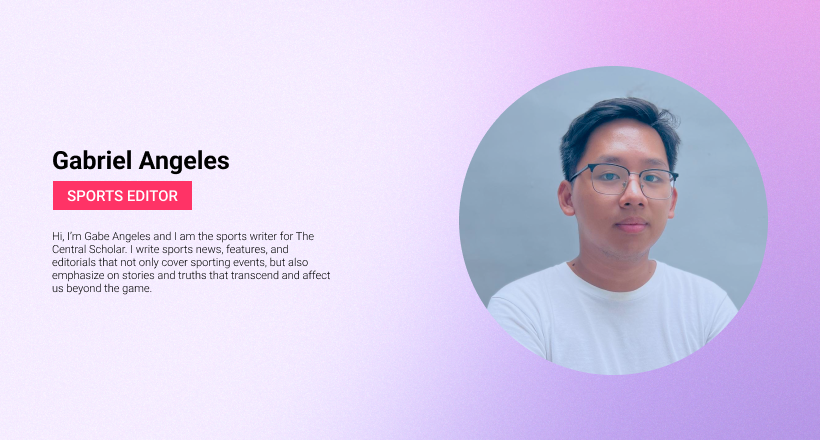 Gabriel Angeles
SPORTS EDITOR
Hi, I'm Gabe Angeles and I am the sports writer for The
Central Scholar. I write sports news, features, and
editorials that not only cover sporting events, but also
emphasize on stories and truths that transcend and affect
us beyond the game.